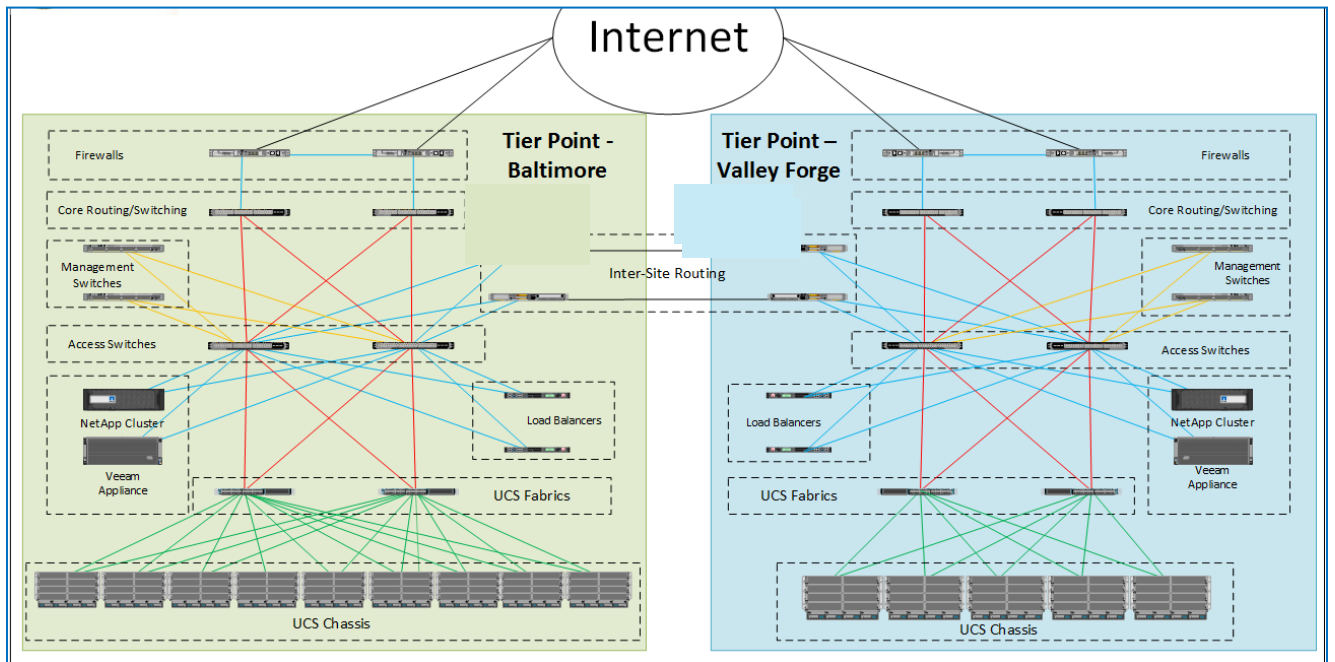 Internet
Tier Point -
Baltimore
Firewalls
Core Routing/Switching
Management
Switches
Access Switches
NetApp Cluster
Veeam
Appliance
Load Balancers
UCS Fabrics
UCS Chassis
Inter-Site Routing
Tier Point –
Valley Forge
Firewalls
Core Routing/Switching
Management
Switches
Access Switches
Load Balancers
NetApp Cluster
Veeam
Appliance
UCS Fabrics
UCS Chassis